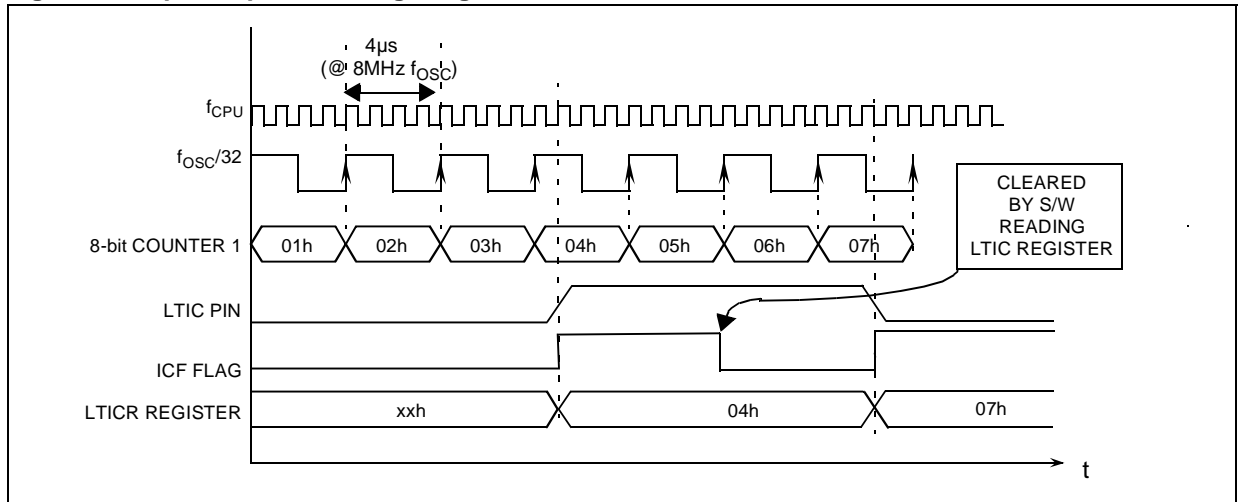 4µs
(@ 8MHz fOSC)
fCPU
fOSC/32
CLEARED
BY S/W
READING
LTIC REGISTER
8-bit COUNTER 1
01h
02h
03h
04h
05h
06h
07h
LTIC PIN
ICF FLAG
LTICR REGISTER
xxh
04h
07h
t